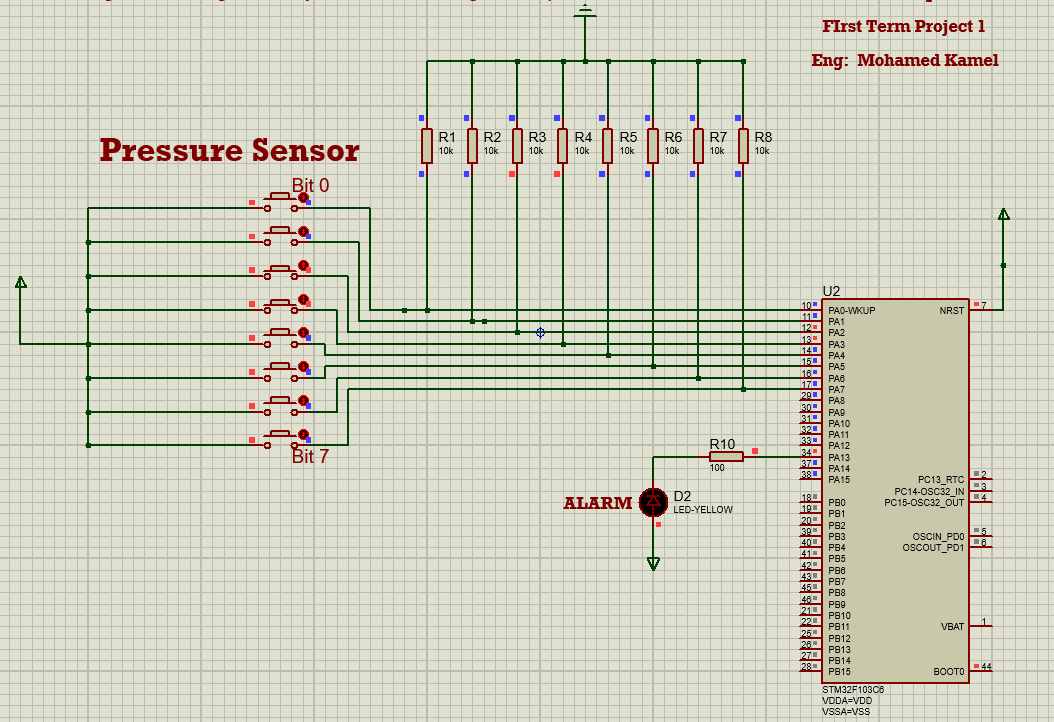 FIrst Term Project 1
Eng: Mohamed Kamel
Pressure Sensor
Bit 0
Bit 7
R1
10k
R2
10k
R3
10k
R4
10k
R5
10k
R6
10k
R7
10k
R8
10k
R10
100
ALARM
D2
LED-YELLOW
U2
10 PA0-WKUP
11 PA1
12 PA2
13 PA3
14 PA4
15 PA5
16 PA6
17 PA7
29 PA8
30 PA9
31 PA10
32 PA11
33 PA12
34 PA13
37 PA14
38 PA15
18 PB0
19 PB1
20 PB2
39 PB3
40 PB4
41 PB5
42 PB6
43 PB7
45 PB8
46 PB9
21 PB10
22 PB11
25 PB12
26 PB13
27 PB14
28 PB15
NRST 7
PC13_RTC 2
PC14-OSC32_IN 3
PC15-OSC32_OUT 4
OSCIN_PD0 5
OSCOUT_PD1 6
VBAT 1
BOOT0 44
STM32F103C6
VDDA=VDD
VSSA=VSS